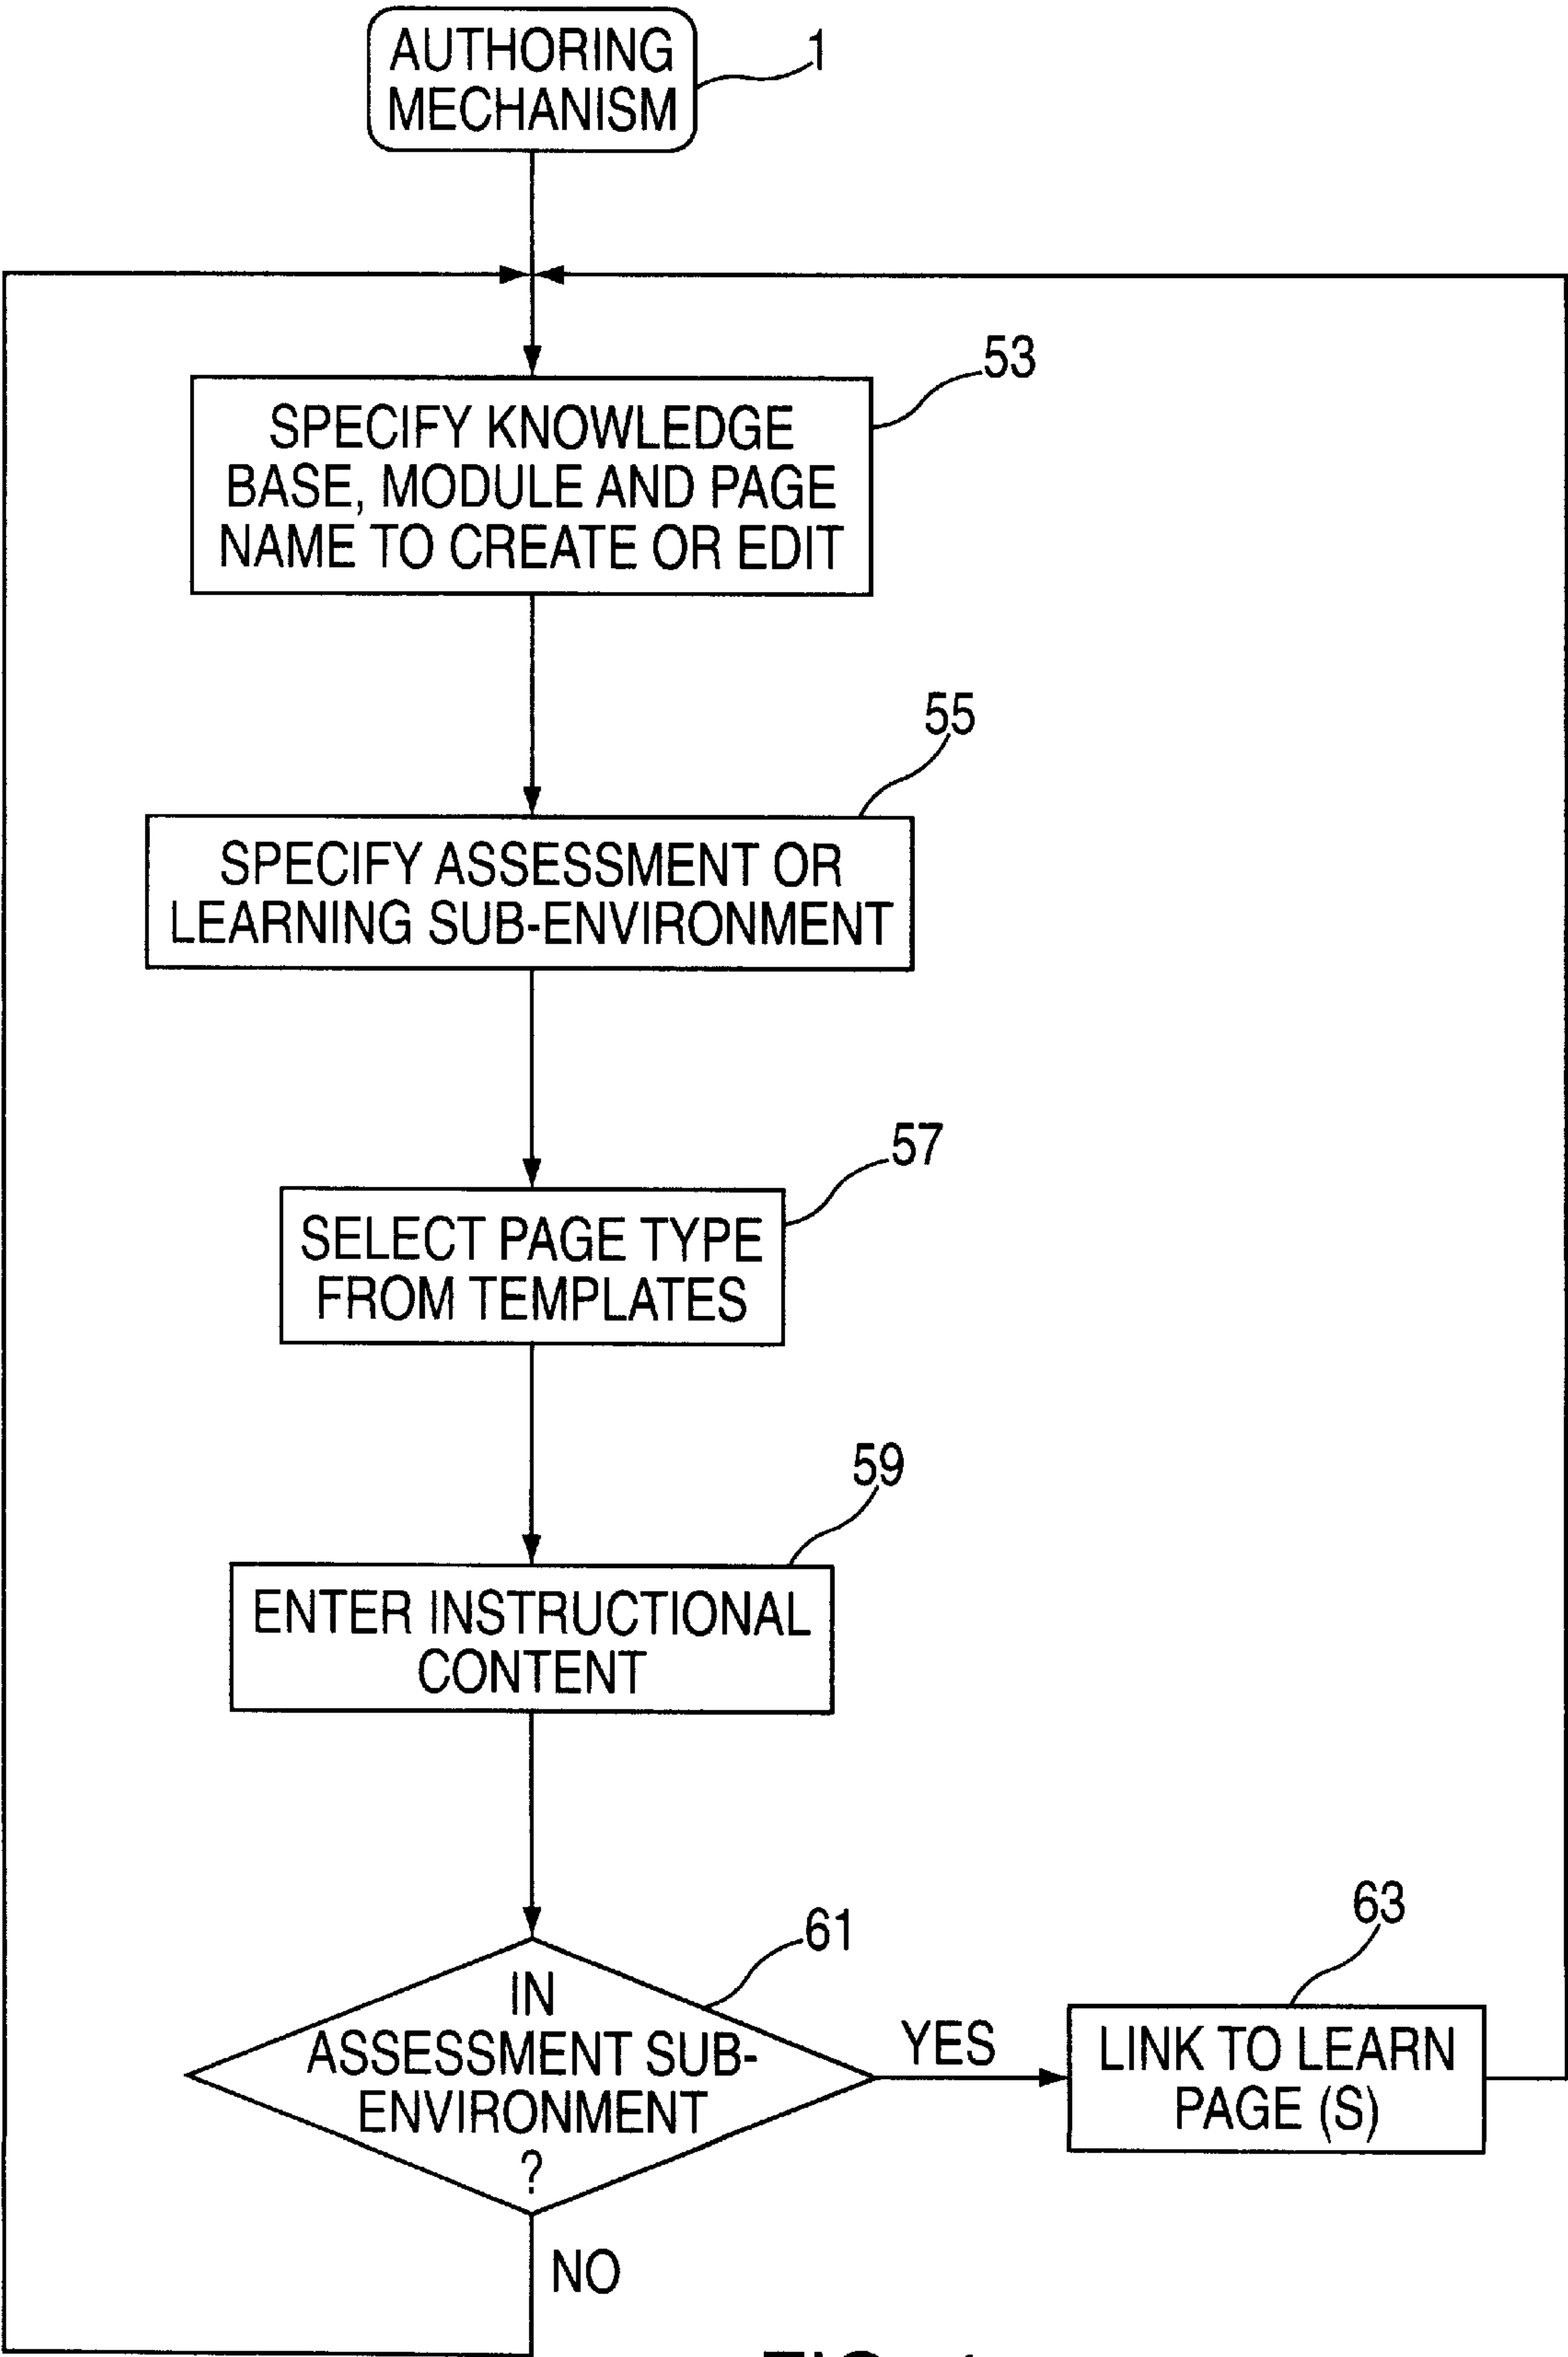 AUTHORING
MECHANISM
1
53
SPECIFY KNOWLEDGE
BASE, MODULE AND PAGE
NAME TO CREATE OR EDIT
55
SPECIFY ASSESSMENT OR
LEARNING SUB-ENVIRONMENT
57
SELECT PAGE TYPE
FROM TEMPLATES
59
ENTER INSTRUCTIONAL
CONTENT
61
IN
ASSESSMENT SUB-
ENVIRONMENT
?
YES
63
LINK TO LEARN
PAGE (S)
NO